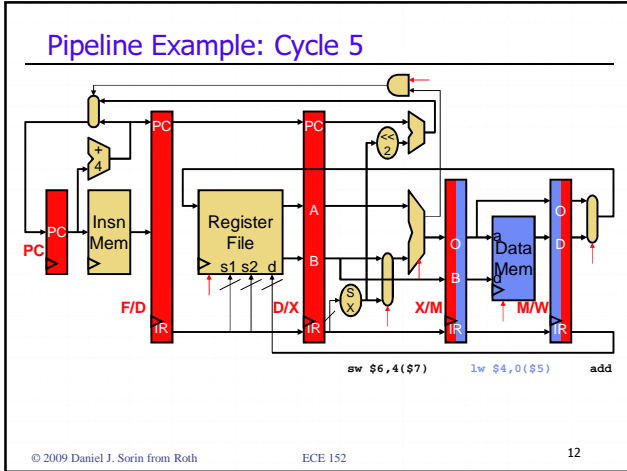 Pipeline Example: Cycle 5
PC
PC
<<
2
+
4
PC
Insn
Mem
PC
Register
File
s1 s2 d
A
B
S
X
O
B
a
Data
Mem
d
O
D
F/D
D/X
X/M
M/W
IR
IR
IR
IR
sw $6,4($7)
lw $4,0($5)
add
© 2009 Daniel J. Sorin from Roth
ECE 152
12